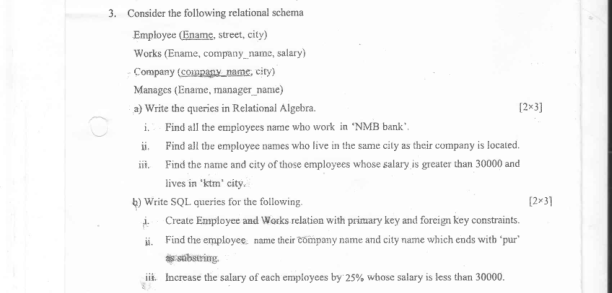 3. Consider the following relational schema
Employee (Ename, street, city)
Works (Ename, company_name, salary)
Company (company_name, city)
Manages (Ename, manager_name)
a) Write the queries in Relational Algebra. [2×3]
i. Find all the employees name who work in 'NMB bank'.
ii. Find all the employee names who live in the same city as their company is located.
iii. Find the name and city of those employees whose salary is greater than 30000 and
lives in 'ktm' city.
b) Write SQL queries for the following. [2×3]
i. Create Employee and Works relation with primary key and foreign key constraints.
ii. Find the employee name their company name and city name which ends with 'pur'
as substring.
iii. Increase the salary of each employees by 25% whose salary is less than 30000.